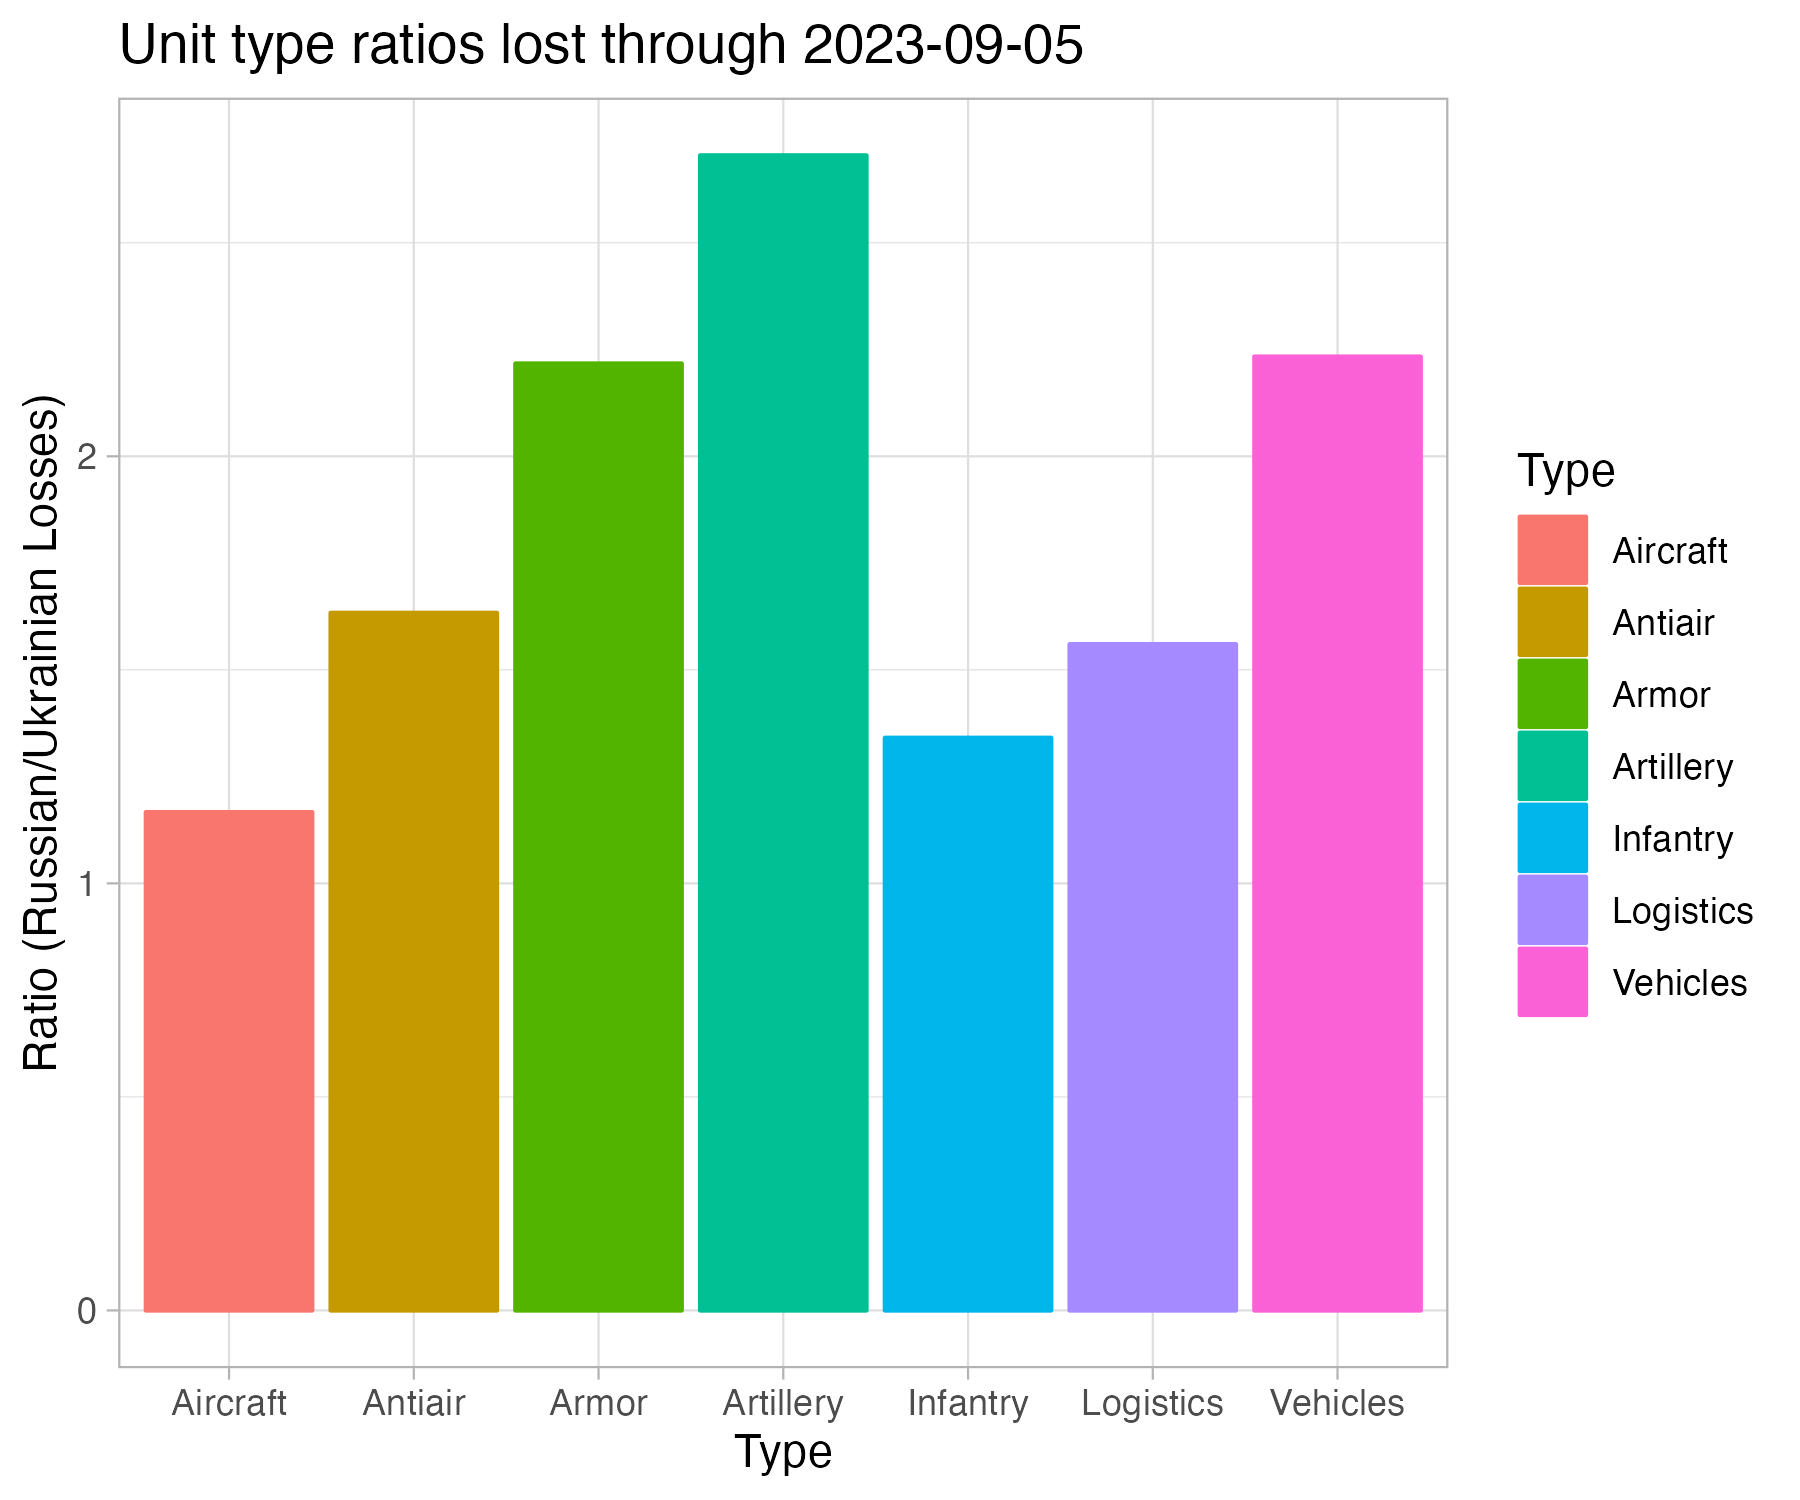 Unit type ratios lost through 2023-09-05
Ratio (Russian/Ukrainian Losses)
2
1
0
Aircraft Antiair Armor Artillery Infantry Logistics Vehicles
Type
Type
Aircraft
Antiair
Armor
Artillery
Infantry
Logistics
Vehicles